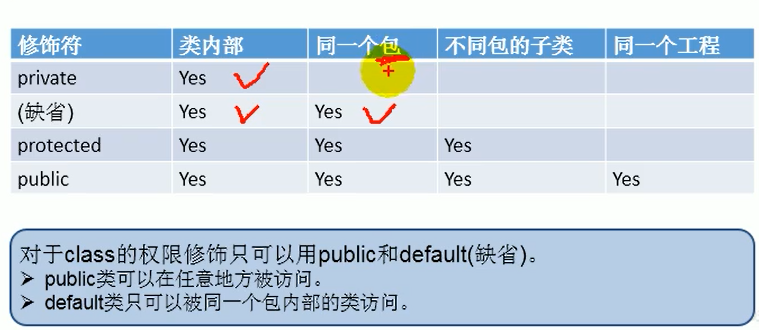 修饰符 类内部 同一个包 不同包的子类 同一个工程
private Yes
(缺省) Yes Yes
protected Yes Yes Yes
public Yes Yes Yes Yes
对于class的权限修饰只可以用public和default(缺省)。
➢ public类可以在任意地方被访问。
➢ default类只可以被同一个包内部的类访问。